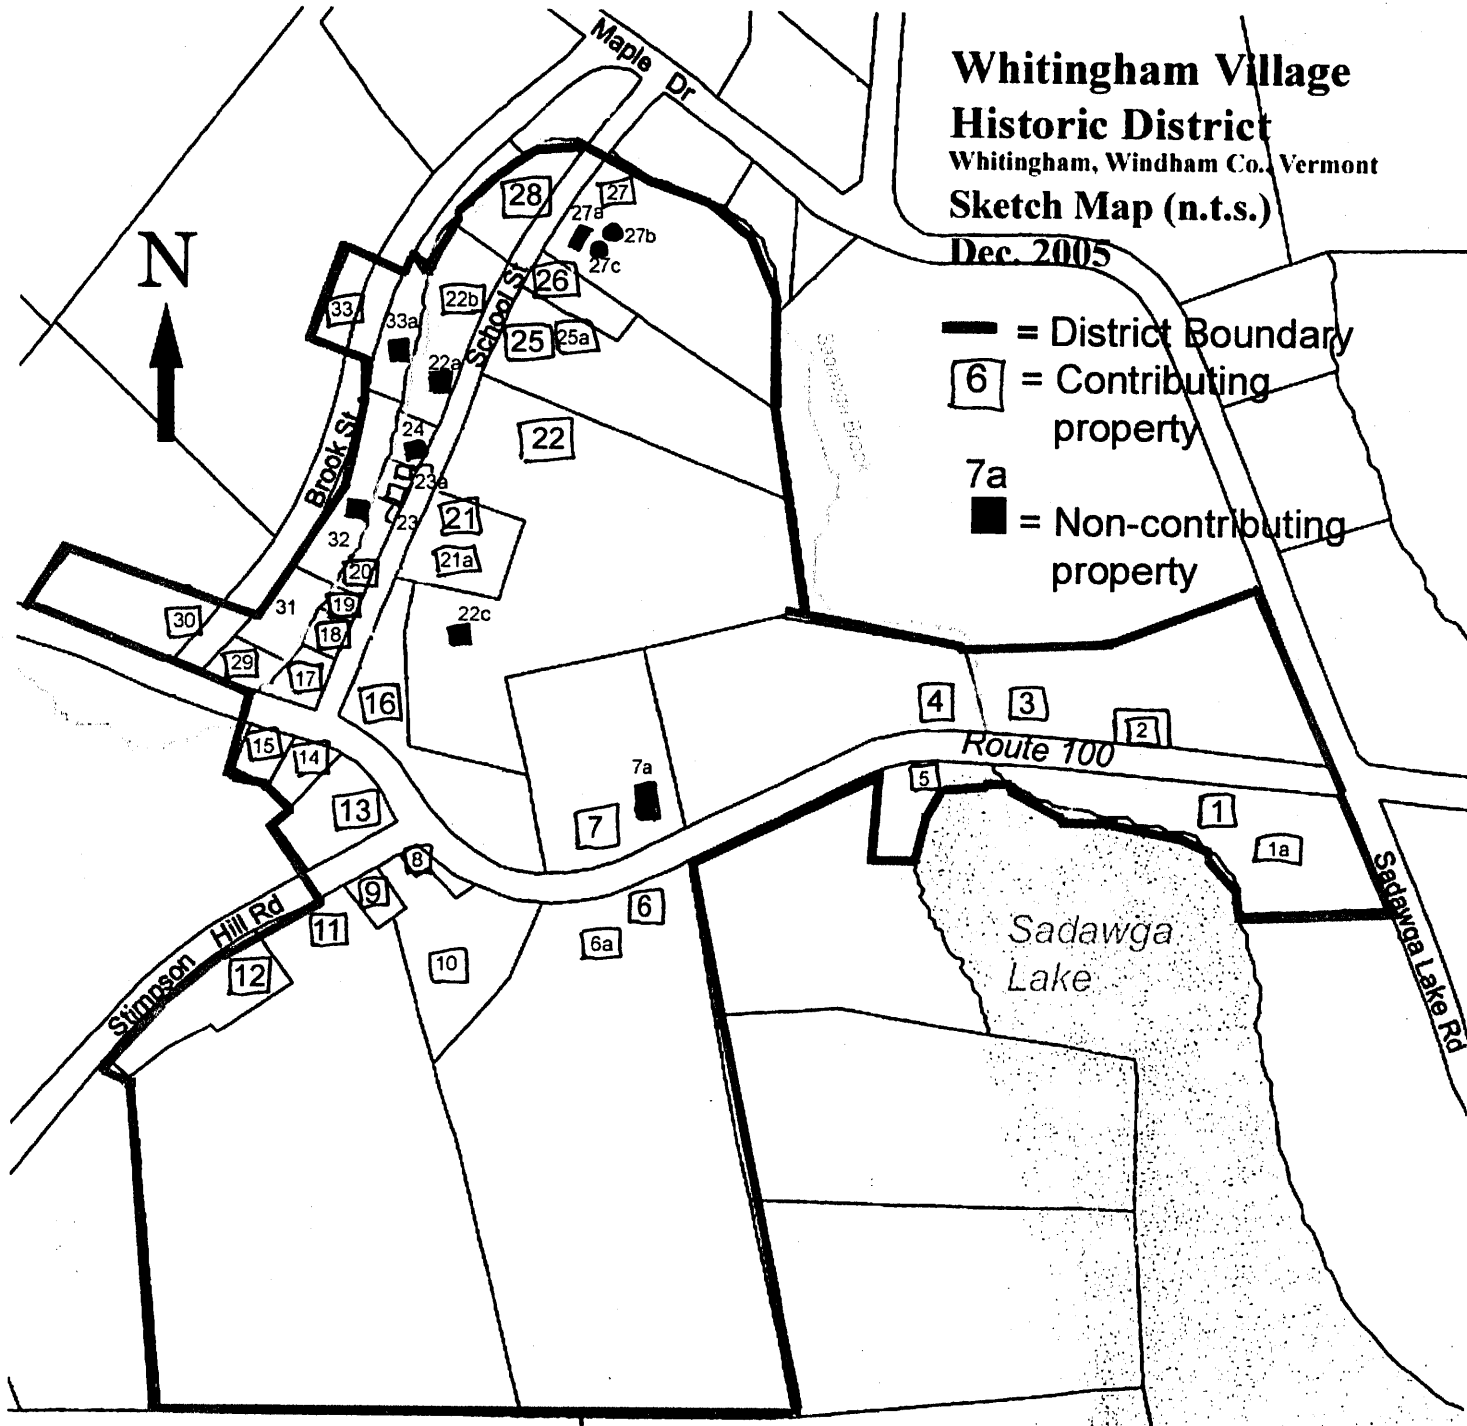 Whitingham Village
Historic District
Whitingham, Windham Co., Vermont
Sketch Map (n.t.s.)
Dec. 2005
= District Boundary
6 = Contributing
property
7a
= Non-contributing
property
N
Maple Dr
School St
Brook St
Sadawga Brook
Route 100
Sadawga
Lake
Sadawga Lake Rd
Stimpson Hill Rd
28
27
27a
27b
27c
26
25
25a
22b
22a
33
33a
24
23a
23
22
21
21a
22c
32
20
19
18
31
30
29
17
16
15
14
13
4
3
2
5
1
1a
7a
7
8
9
6
6a
11
10
12